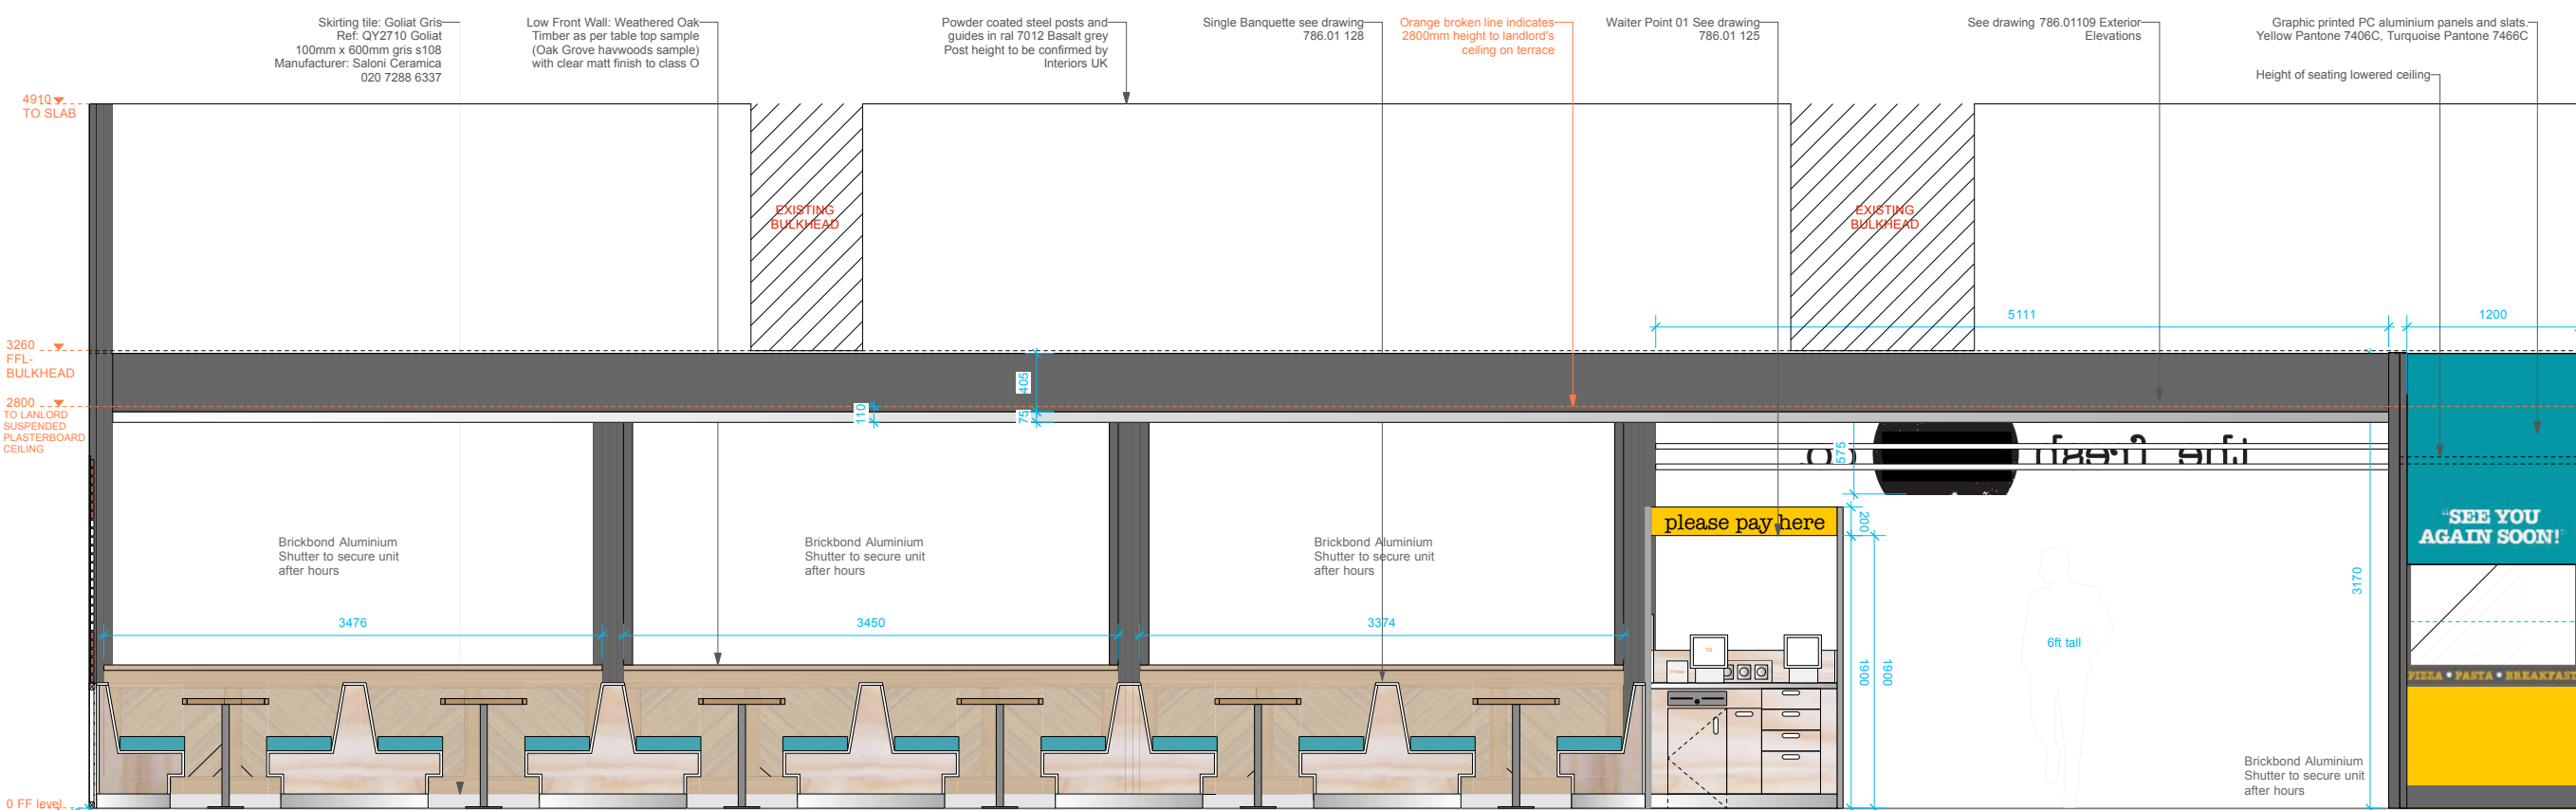 Skirting tile: Goliat Gris
Ref: QY2710 Goliat
100mm x 600mm gris s108
Manufacturer: Saloni Ceramica
020 7288 6337
Low Front Wall: Weathered Oak
Timber as per table top sample
(Oak Grove havwoods sample)
with clear matt finish to class O
Powder coated steel posts and
guides in ral 7012 Basalt grey
Post height to be confirmed by
Interiors UK
Single Banquette see drawing
786.01 128
Orange broken line indicates
2800mm height to landlord's
ceiling on terrace
Waiter Point 01 See drawing
786.01 125
See drawing 786.01109 Exterior
Elevations
Graphic printed PC aluminium panels and slats.
Yellow Pantone 7406C, Turquoise Pantone 7466C
Height of seating lowered ceiling
4910
TO SLAB
EXISTING
BULKHEAD
EXISTING
BULKHEAD
5111
1200
3260
FFL-
BULKHEAD
405
2800
TO LANLORD
SUSPENDED
PLASTERBOARD
CEILING
110
75
575
"SEE YOU
AGAIN SOON!"
please pay here
200
Brickbond Aluminium
Shutter to secure unit
after hours
Brickbond Aluminium
Shutter to secure unit
after hours
Brickbond Aluminium
Shutter to secure unit
after hours
3170
3476
3450
3374
6ft tall
Till
1900
1900
PIZZA • PASTA • BREAKFAST
Brickbond Aluminium
Shutter to secure unit
after hours
0 FF level